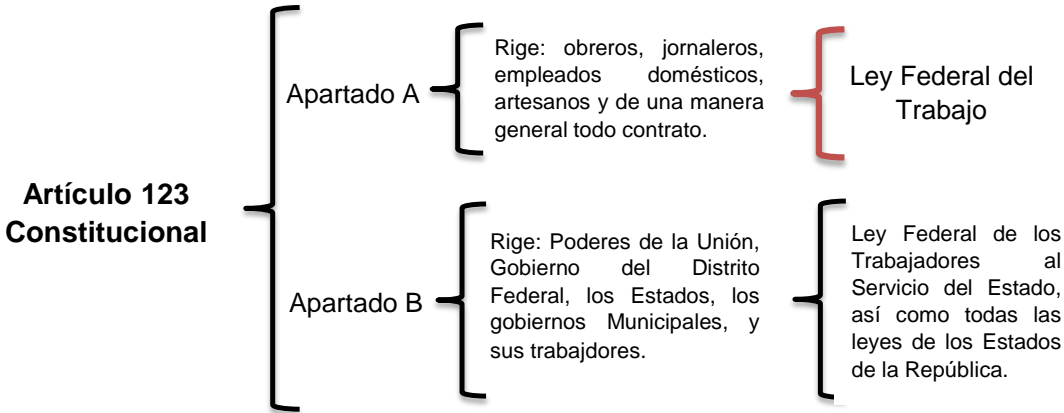 Artículo 123
Constitucional
Apartado A
Rige: obreros, jornaleros,
empleados domésticos,
artesanos y de una manera
general todo contrato.
Ley Federal del
Trabajo
Apartado B
Rige: Poderes de la Unión,
Gobierno del Distrito
Federal, los Estados, los
gobiernos Municipales, y
sus trabajdores.
Ley Federal de los
Trabajadores al
Servicio del Estado,
así como todas las
leyes de los Estados
de la República.